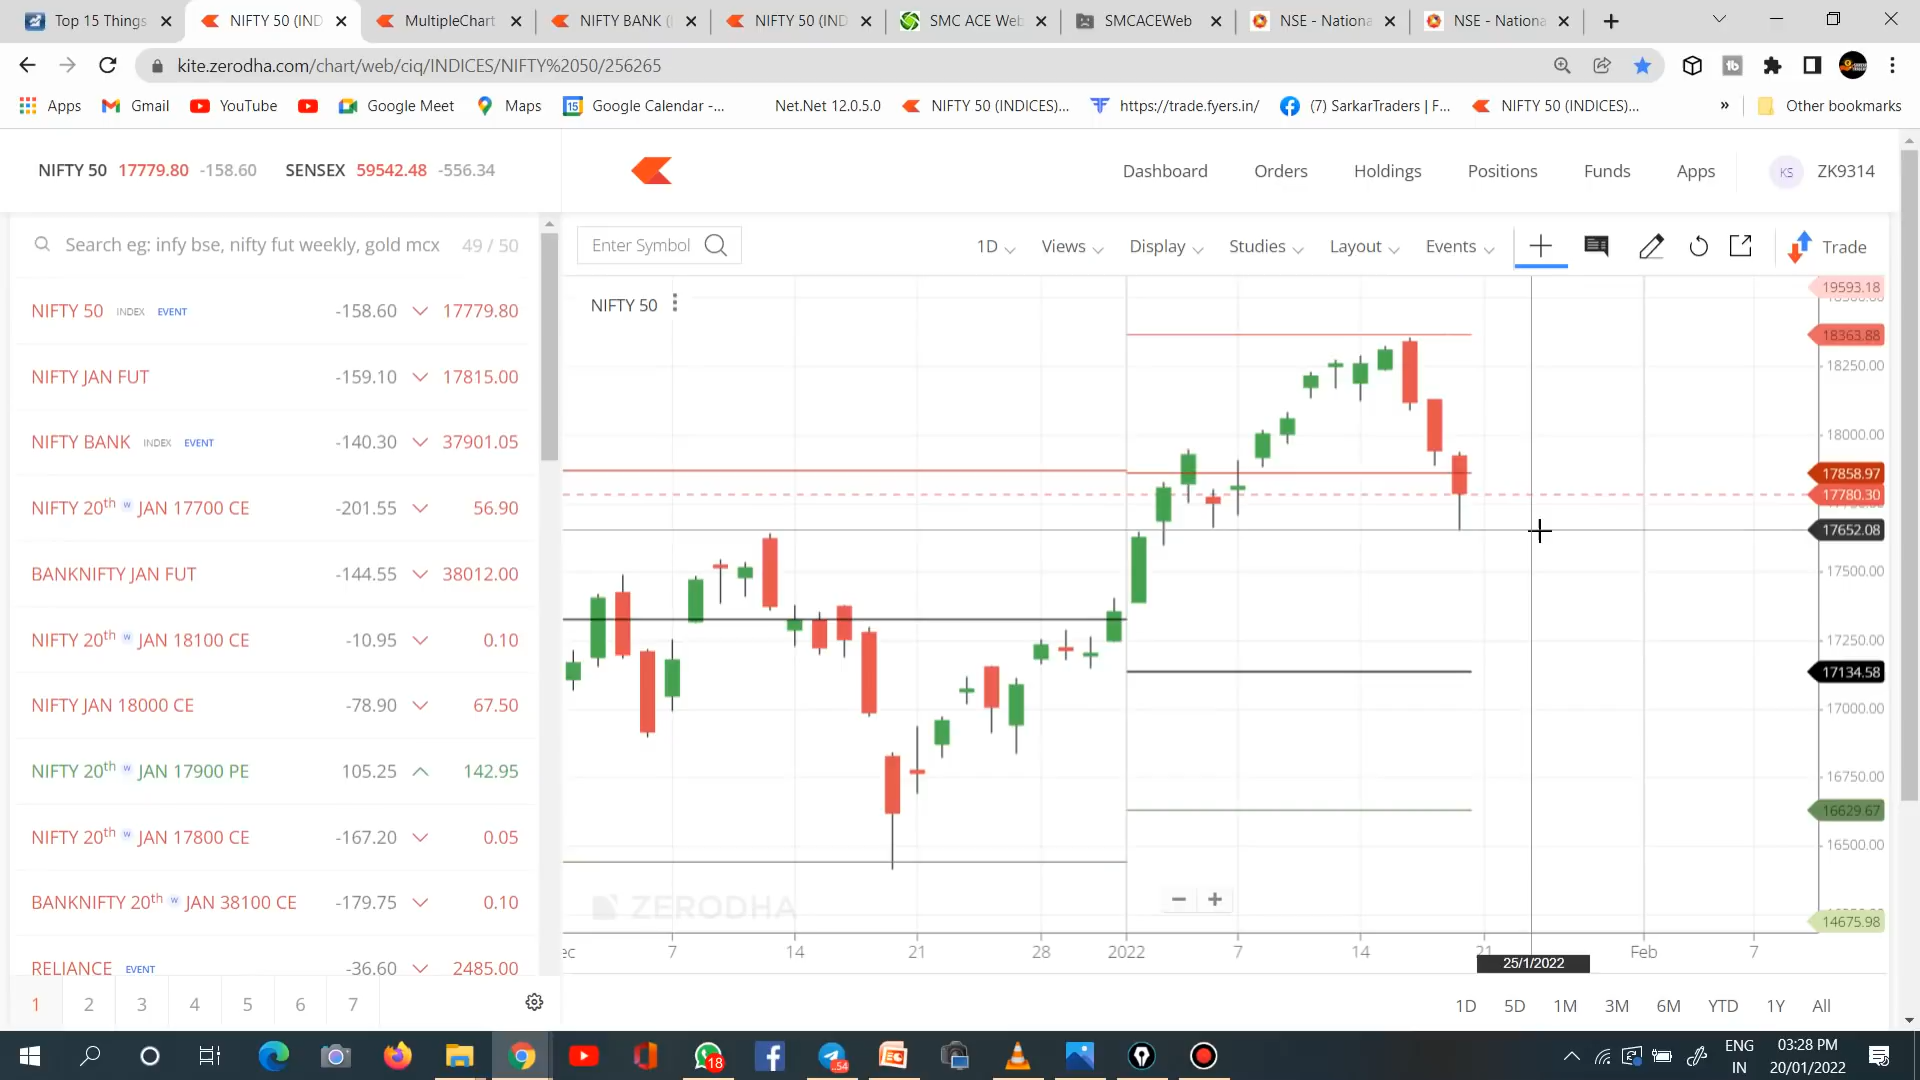 Top 15 Things
NIFTY 50 (IND
MultipleChart
NIFTY BANK (
NIFTY 50 (IND
SMC ACE Web
SMCACEWeb
NSE - Nationa
NSE - Nationa
kite.zerodha.com/chart/web/ciq/INDICES/NIFTY%2050/256265
Apps
Gmail
YouTube
Google Meet
Maps
Google Calendar -...
Net.Net 12.0.5.0
NIFTY 50 (INDICES)...
https://trade.fyers.in/
(7) SarkarTraders | F...
NIFTY 50 (INDICES)...
»
Other bookmarks
NIFTY 50 17779.80 -158.60 SENSEX 59542.48 -556.34
Dashboard Orders Holdings Positions Funds Apps KS ZK9314
Search eg: infy bse, nifty fut weekly, gold mcx 49 / 50
NIFTY 50 INDEX EVENT -158.60 17779.80
NIFTY JAN FUT -159.10 17815.00
NIFTY BANK INDEX EVENT -140.30 37901.05
NIFTY 20th w JAN 17700 CE -201.55 56.90
BANKNIFTY JAN FUT -144.55 38012.00
NIFTY 20th w JAN 18100 CE -10.95 0.10
NIFTY JAN 18000 CE -78.90 67.50
NIFTY 20th w JAN 17900 PE 105.25 142.95
NIFTY 20th w JAN 17800 CE -167.20 0.05
BANKNIFTY 20th w JAN 38100 CE -179.75 0.10
RELIANCE EVENT -36.60 2485.00
1 2 3 4 5 6 7
Enter Symbol
1D Views Display Studies Layout Events Trade
NIFTY 50
19593.18
18363.88
18250.00
18000.00
17858.97
17780.30
17652.08
17500.00
17250.00
17134.58
17000.00
16750.00
16629.67
16500.00
14675.98
ZERODHA
ec 7 14 21 28 2022 7 14 21 Feb 7
25/1/2022
1D 5D 1M 3M 6M YTD 1Y All
18
54
ENG
IN
03:28 PM
20/01/2022